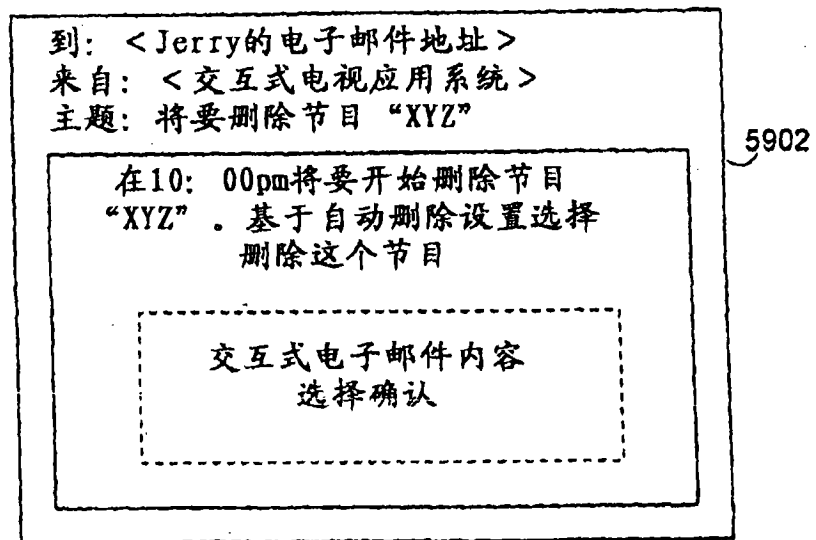 到: <Jerry的电子邮件地址>
来自: <交互式电视应用系统>
主题: 将要删除节目 “XYZ”
5902
在10: 00pm将要开始删除节目
“XYZ” 。基于自动删除设置选择
删除这个节目
交互式电子邮件内容
选择确认